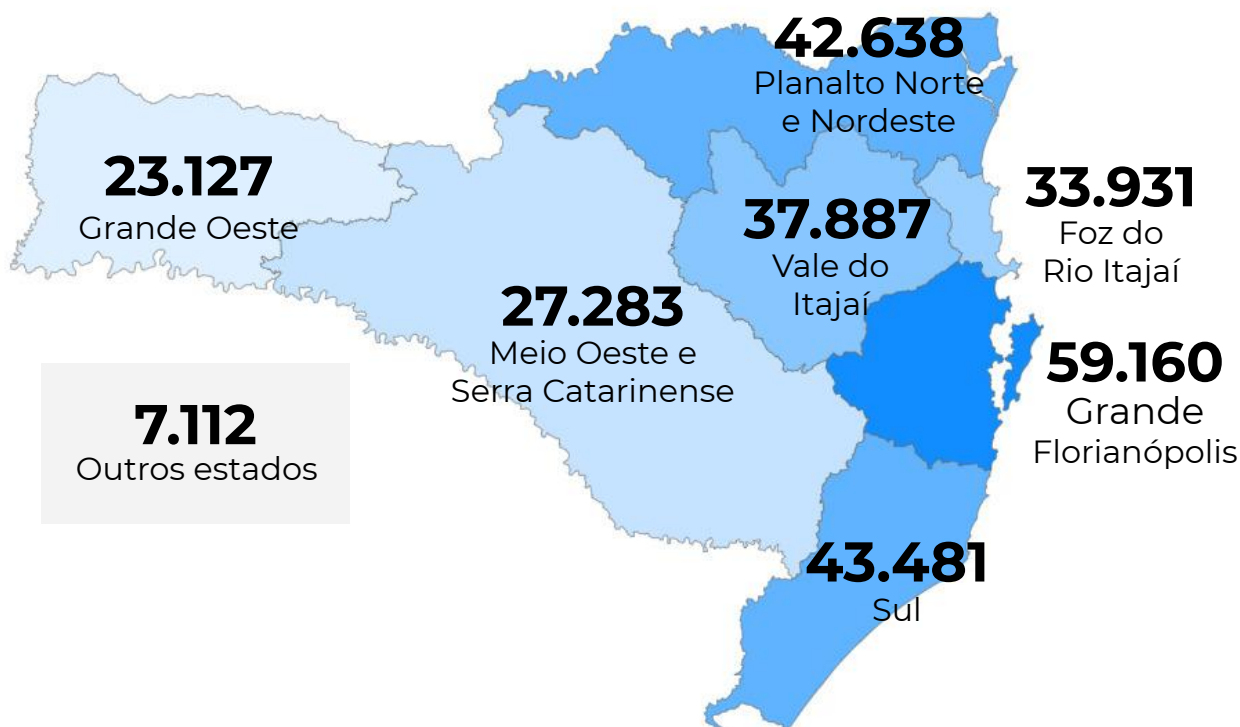 42.638
Planalto Norte
e Nordeste
23.127
Grande Oeste
33.931
Foz do
Rio Itajaí
37.887
Vale do
Itajaí
27.283
Meio Oeste e
Serra Catarinense
59.160
Grande
Florianópolis
7.112
Outros estados
43.481
Sul